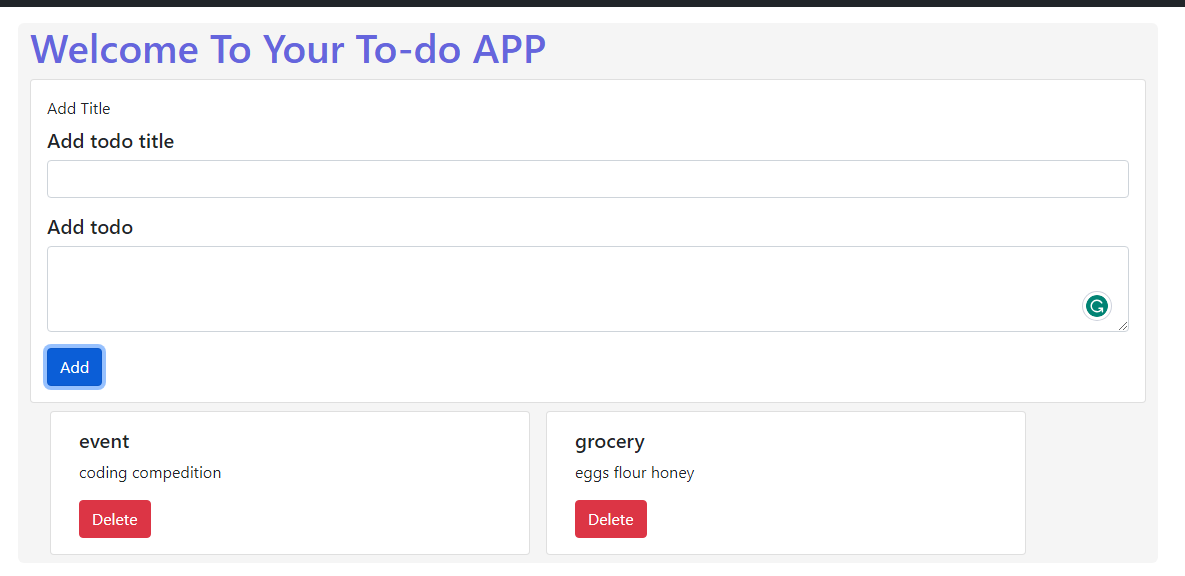 Welcome To Your To-do APP
Add Title
Add todo title
Add todo
Add
event
coding compedition
Delete
grocery
eggs flour honey
Delete